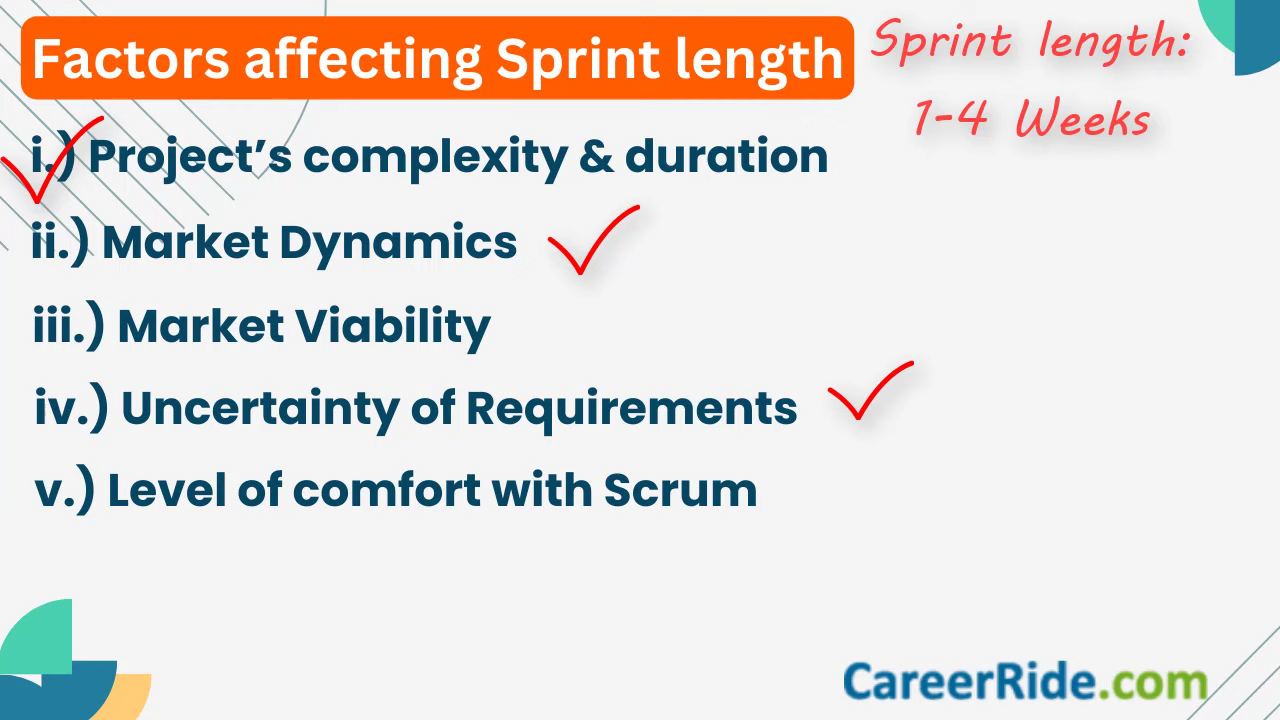 Factors affecting Sprint length
Sprint length:
1-4 Weeks
i.) Project’s complexity & duration
ii.) Market Dynamics
iii.) Market Viability
iv.) Uncertainty of Requirements
v.) Level of comfort with Scrum
CareerRide.com